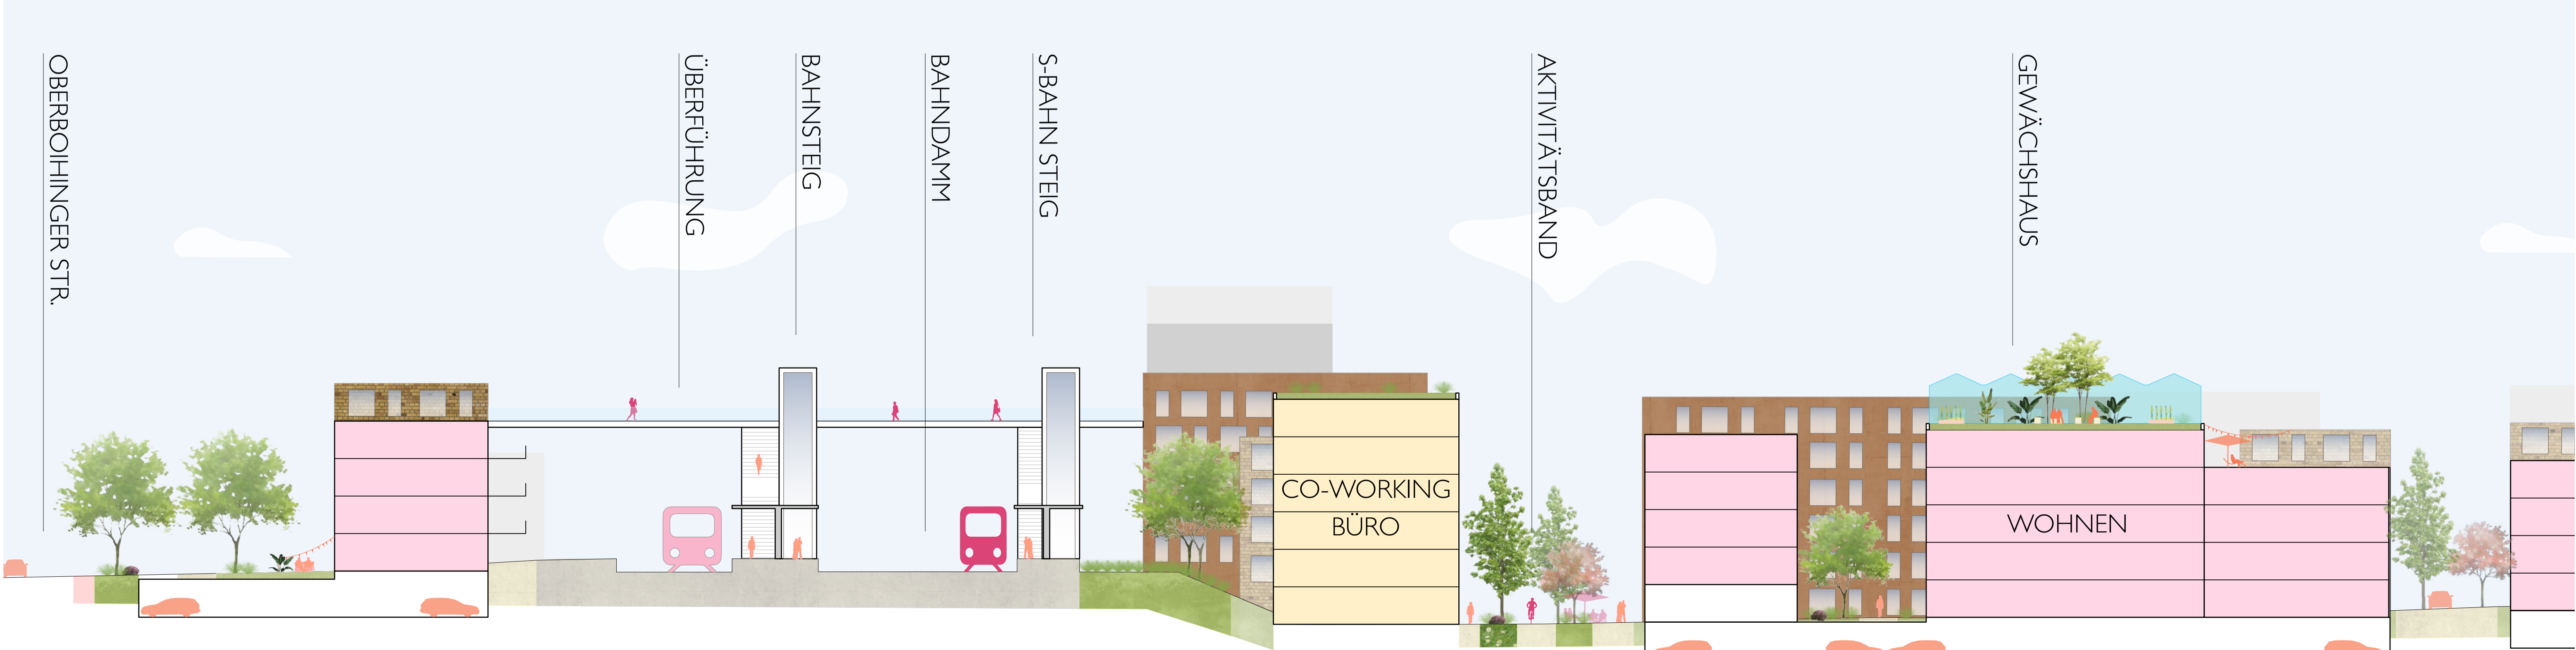 OBERBOIHINGER STR.
ÜBERFÜHRUNG
BAHNSTEIG
BAHNDAMM
S-BAHN STEIG
AKTIVITÄTSBAND
GEWÄCHSHAUS
CO-WORKING
BÜRO
WOHNEN